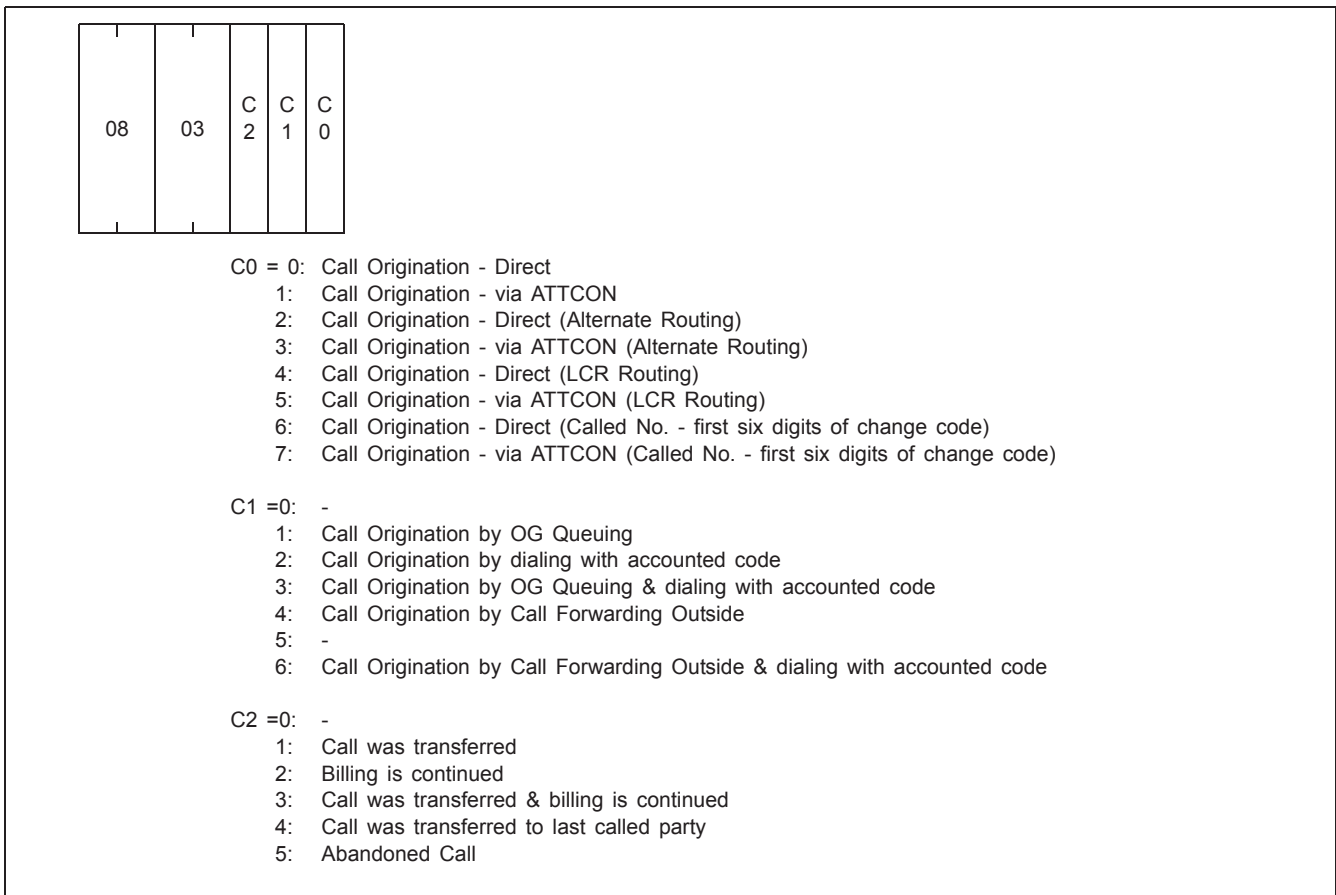 08 03 C2 C1 C0
C0 = 0: Call Origination - Direct
1: Call Origination - via ATTCON
2: Call Origination - Direct (Alternate Routing)
3: Call Origination - via ATTCON (Alternate Routing)
4: Call Origination - Direct (LCR Routing)
5: Call Origination - via ATTCON (LCR Routing)
6: Call Origination - Direct (Called No. - first six digits of change code)
7: Call Origination - via ATTCON (Called No. - first six digits of change code)
C1 =0: -
1: Call Origination by OG Queuing
2: Call Origination by dialing with accounted code
3: Call Origination by OG Queuing & dialing with accounted code
4: Call Origination by Call Forwarding Outside
5: -
6: Call Origination by Call Forwarding Outside & dialing with accounted code
C2 =0: -
1: Call was transferred
2: Billing is continued
3: Call was transferred & billing is continued
4: Call was transferred to last called party
5: Abandoned Call